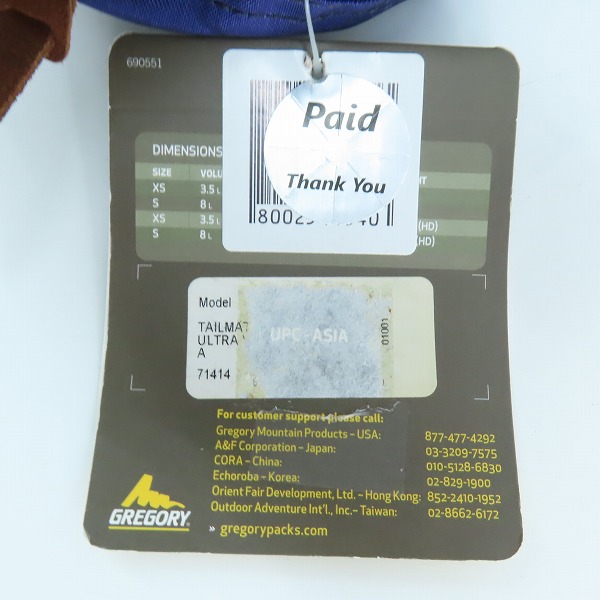 690551
Paid
Thank You
DIMENSIONS
SIZE
XS 3.5 L
S 8 L
XS 3.5 L (HD)
S 8 L (HD)
Model
ULTRA
A
71414
UPC - ASIA
01001
For customer support please call:
Gregory Mountain Products - USA: 877-477-4292
A&F Corporation - Japan: 03-3209-7575
CORA - China: 010-5128-6830
Echoroba - Korea: 02-829-1900
Orient Fair Development, Ltd. - Hong Kong: 852-2410-1952
Outdoor Adventure Int'l., Inc. - Taiwan: 02-8662-6172
GREGORY
» gregorypacks.com